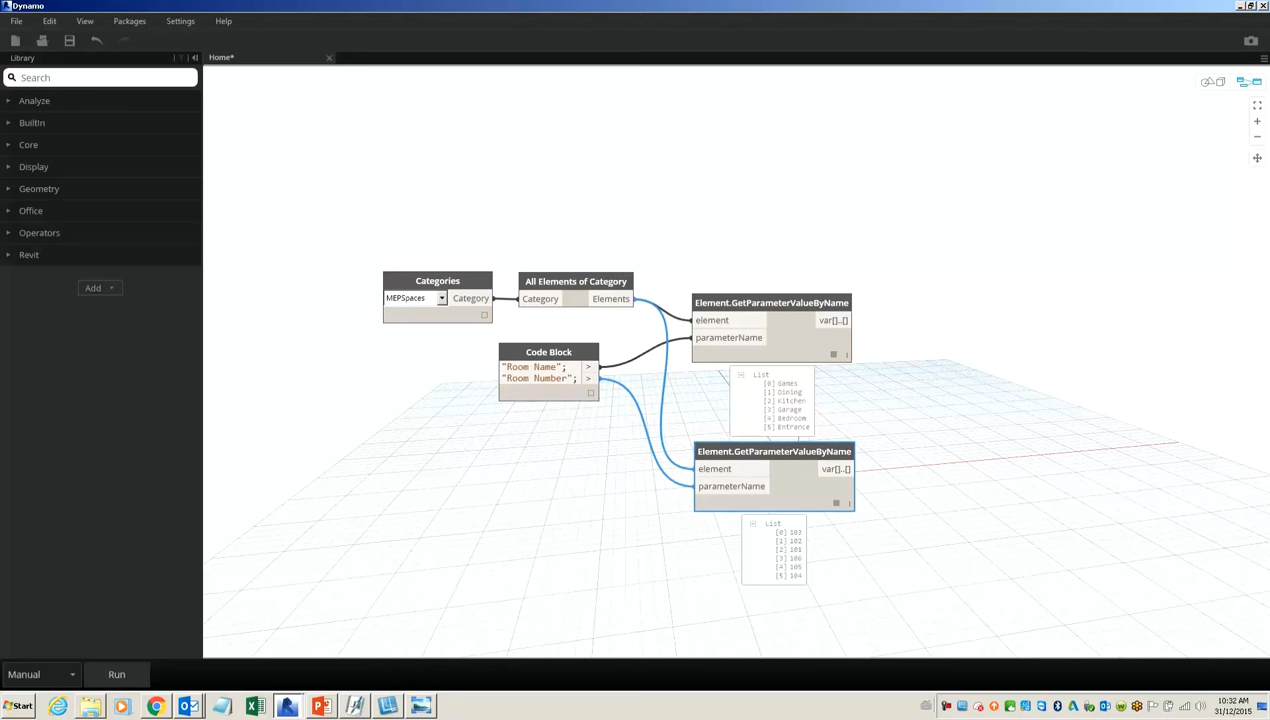 Dynamo
File Edit View Packages Settings Help
Library
Home*
Search
Analyze
BuiltIn
Core
Display
Geometry
Office
Operators
Revit
Add
Categories
MEPSpaces Category
All Elements of Category
Category Elements
Code Block
"Room Name"; >
"Room Number"; >
Element.GetParameterValueByName
element var[]..[]
parameterName
List
[0] Games
[1] Dining
[2] Kitchen
[3] Garage
[4] Bedroom
[5] Entrance
Element.GetParameterValueByName
element var[]..[]
parameterName
List
[0] 103
[1] 102
[2] 101
[3] 106
[4] 105
[5] 104
Manual Run
Start
10:32 AM
31/12/2015